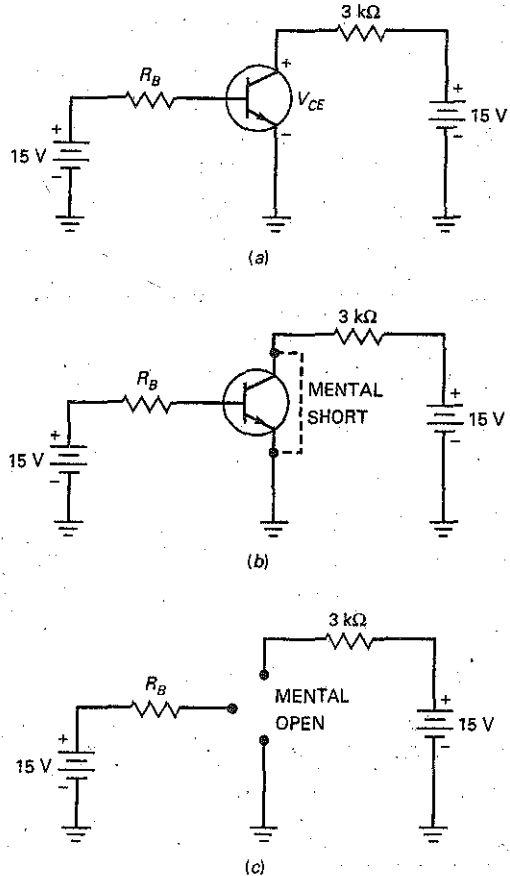 3 kΩ
R_B
+
V_CE
+
15 V
+
15 V
−
−
−
(a)
3 kΩ
R_B
MENTAL
SHORT
+
15 V
+
15 V
−
−
(b)
3 kΩ
R_B
MENTAL
OPEN
+
15 V
+
15 V
−
−
(c)